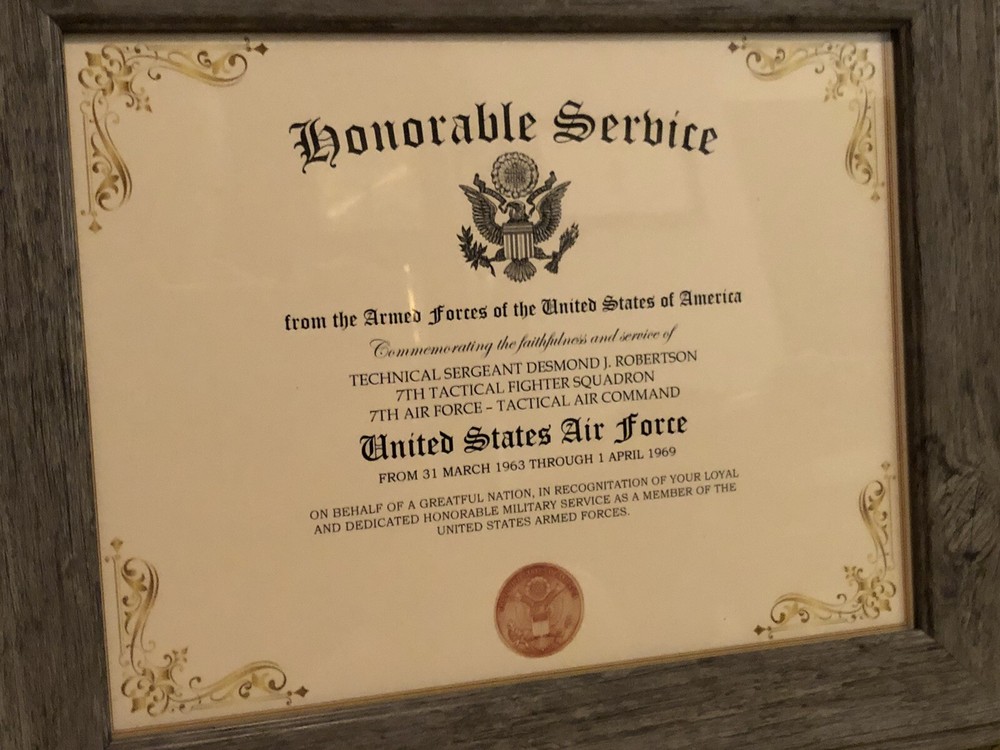 Honorable Service
from the Armed Forces of the United States of America
Commemorating the faithfulness and service of
TECHNICAL SERGEANT DESMOND J. ROBERTSON
7TH TACTICAL FIGHTER SQUADRON
7TH AIR FORCE – TACTICAL AIR COMMAND
United States Air Force
FROM 31 MARCH 1963 THROUGH 1 APRIL 1969
ON BEHALF OF A GREATFUL NATION, IN RECOGNITATION OF YOUR LOYAL
AND DEDICATED HONORABLE MILITARY SERVICE AS A MEMBER OF THE
UNITED STATES ARMED FORCES.